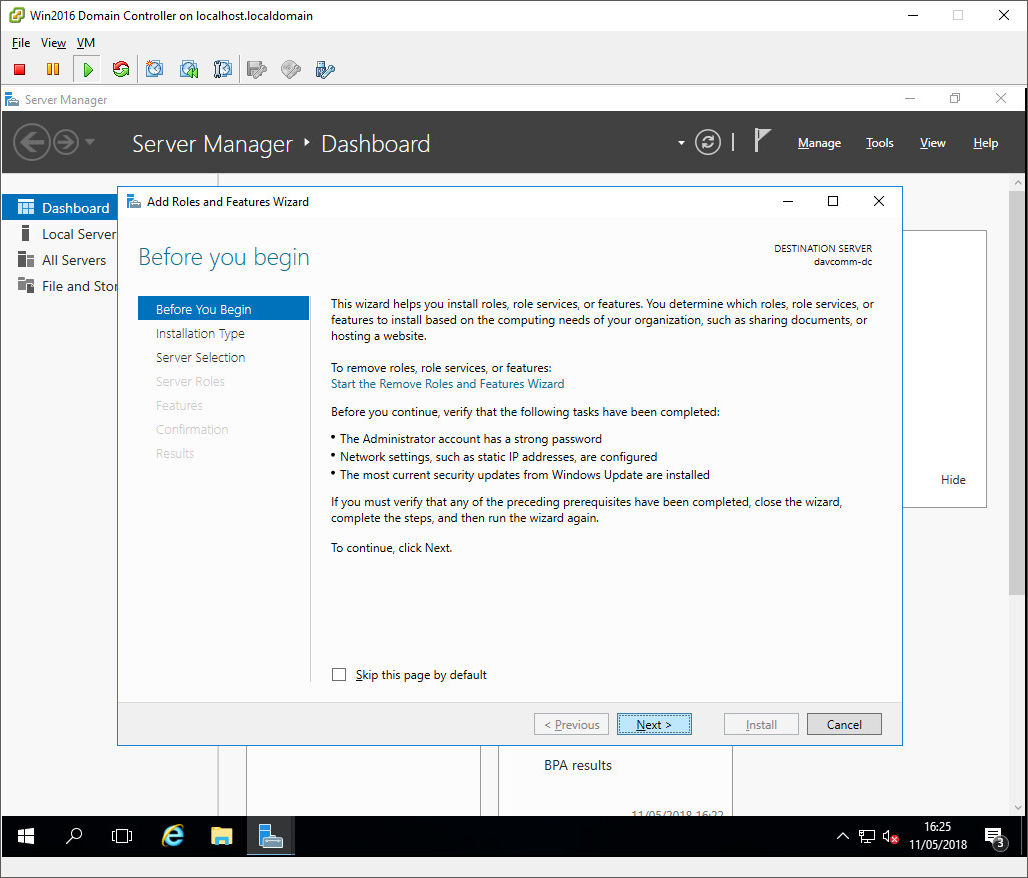 Win2016 Domain Controller on localhost.localdomain
File View VM
Server Manager
Server Manager Dashboard
Manage Tools View Help
Dashboard
Local Server
All Servers
File and Stor
Add Roles and Features Wizard
Before you begin
DESTINATION SERVER
davcomm-dc
Before You Begin
Installation Type
Server Selection
Server Roles
Features
Confirmation
Results
This wizard helps you install roles, role services, or features. You determine which roles, role services, or
features to install based on the computing needs of your organization, such as sharing documents, or
hosting a website.
To remove roles, role services, or features:
Start the Remove Roles and Features Wizard
Before you continue, verify that the following tasks have been completed:
• The Administrator account has a strong password
• Network settings, such as static IP addresses, are configured
• The most current security updates from Windows Update are installed
If you must verify that any of the preceding prerequisites have been completed, close the wizard,
complete the steps, and then run the wizard again.
To continue, click Next.
Skip this page by default
Hide
< Previous Next > Install Cancel
BPA results
11/05/2018 16:22
16:25
11/05/2018
3